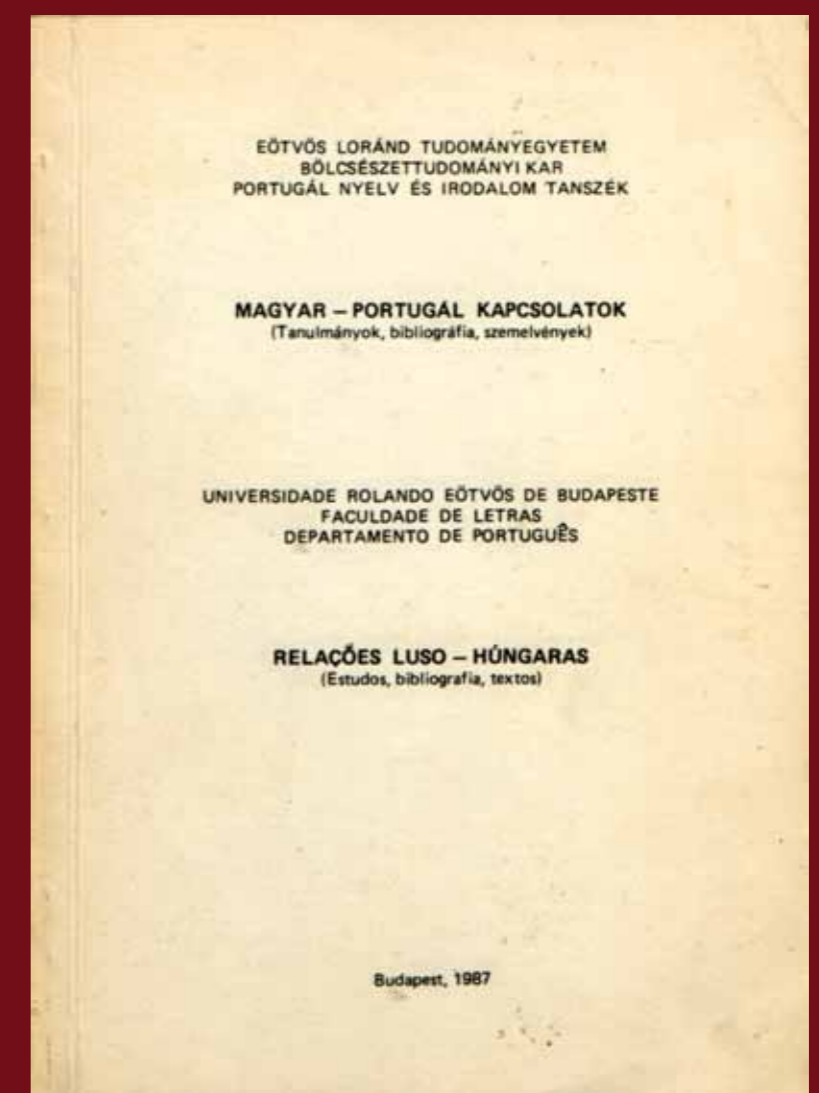 EÖTVÖS LORÁND TUDOMÁNYEGYETEM
BÖLCSÉSZETTUDOMÁNYI KAR
PORTUGÁL NYELV ÉS IRODALOM TANSZÉK
MAGYAR – PORTUGÁL KAPCSOLATOK
(Tanulmányok, bibliográfia, szemelvények)
UNIVERSIDADE ROLANDO EÖTVÖS DE BUDAPESTE
FACULDADE DE LETRAS
DEPARTAMENTO DE PORTUGUÊS
RELAÇÕES LUSO – HÚNGARAS
(Estudos, bibliografia, textos)
Budapest, 1987